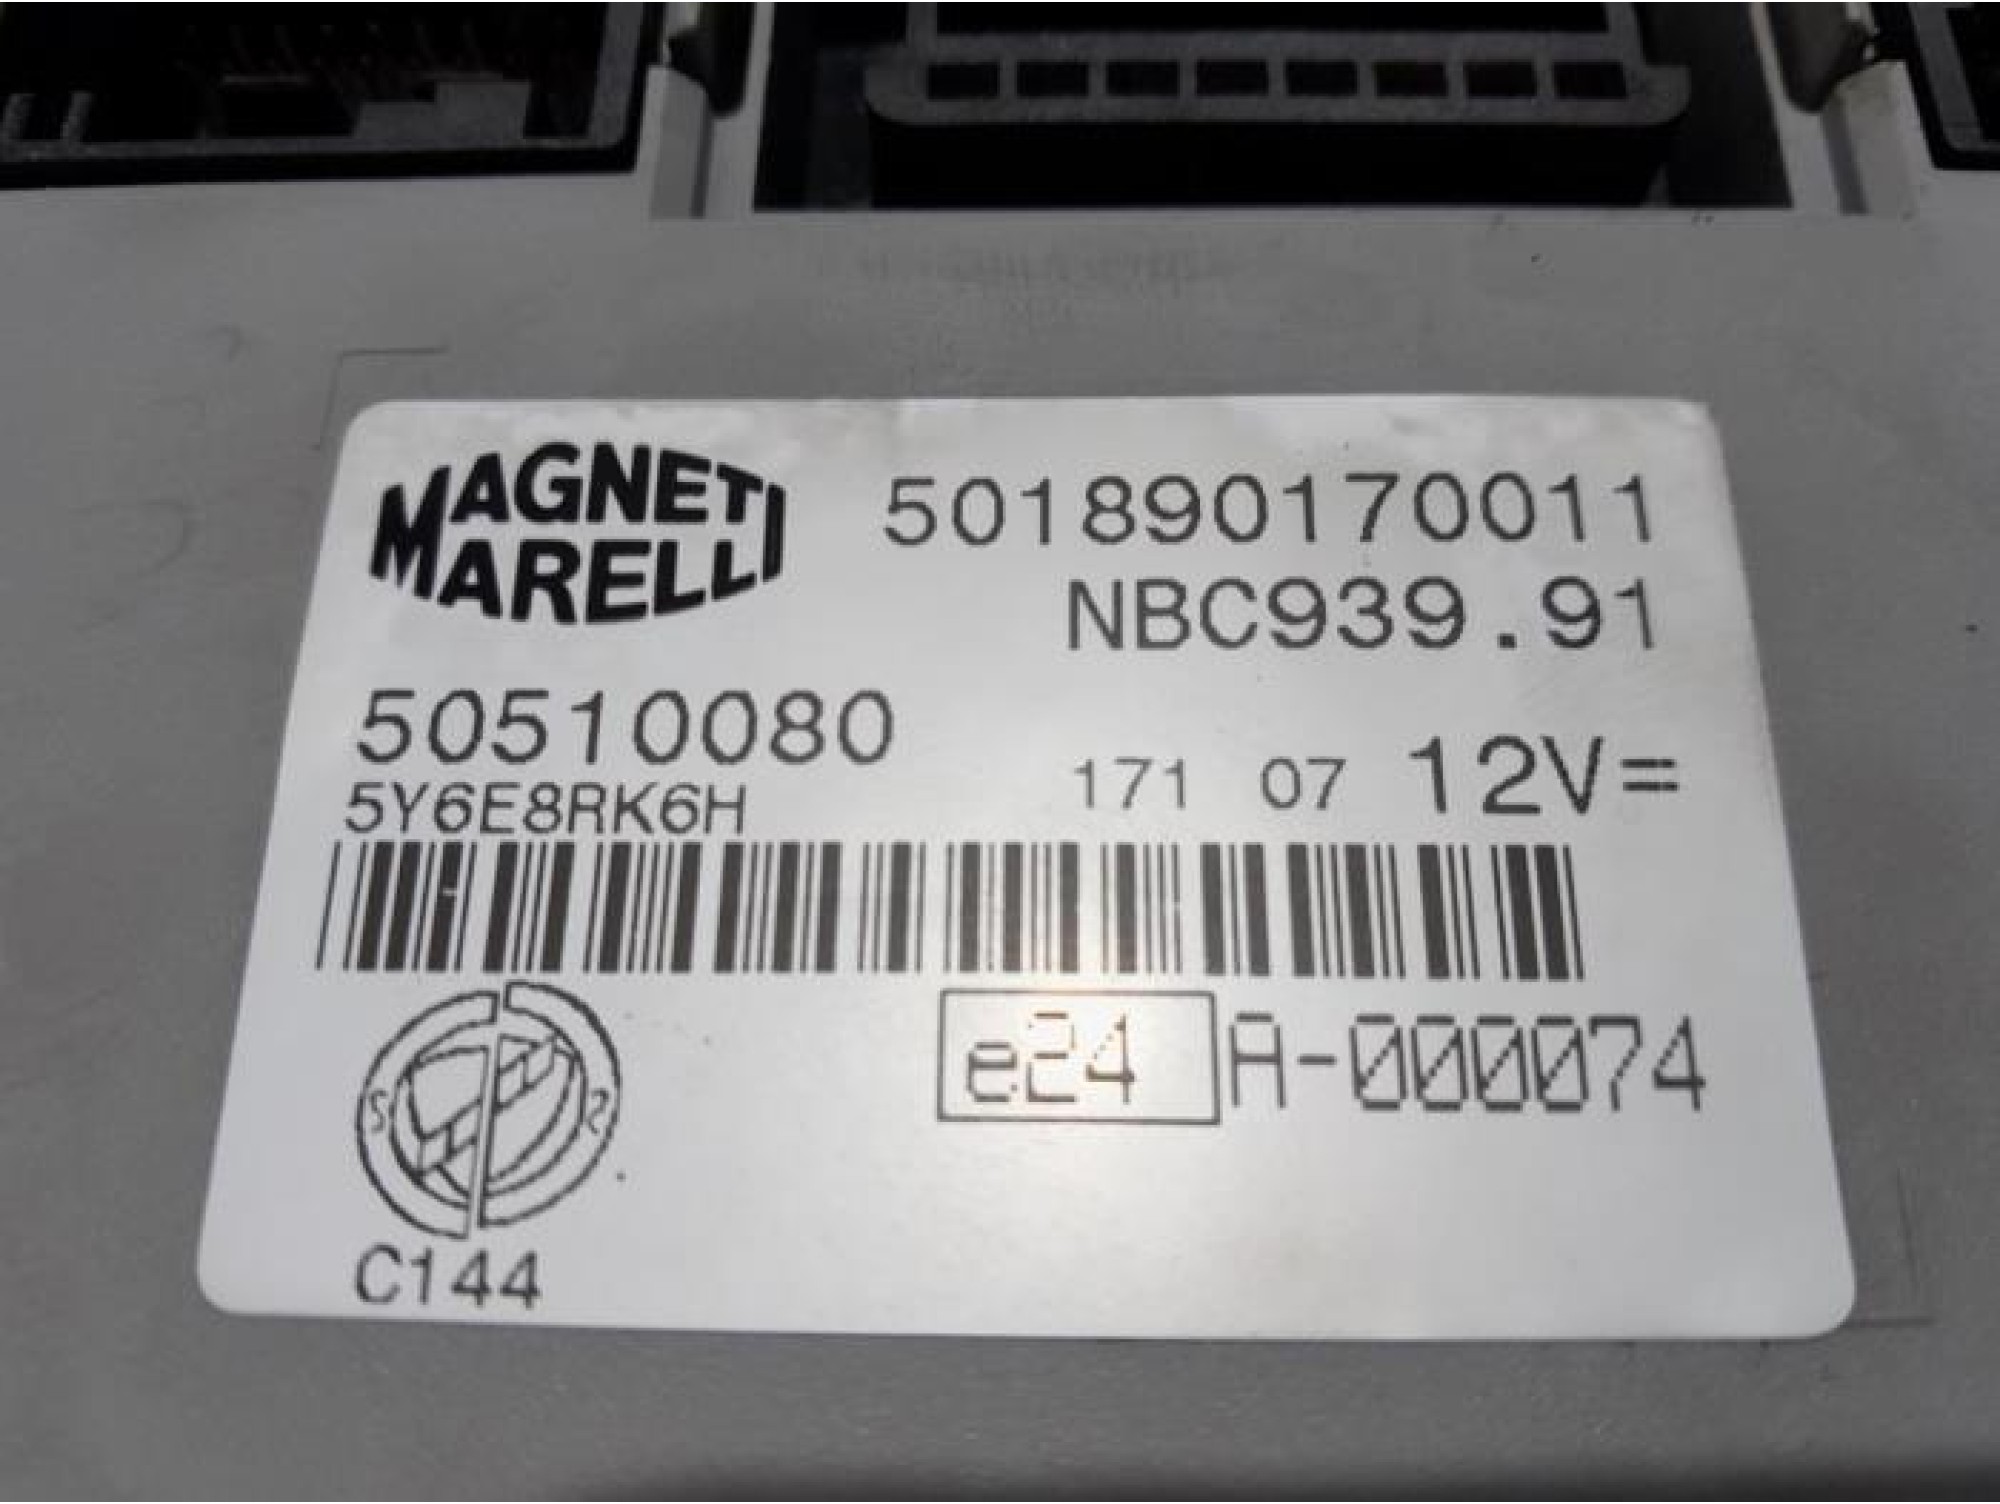 MAGNETI
MARELLI
501890170011
NBC939.91
50510080
171 07 12V=
5Y6E8RK6H
e24 A-000074
C144